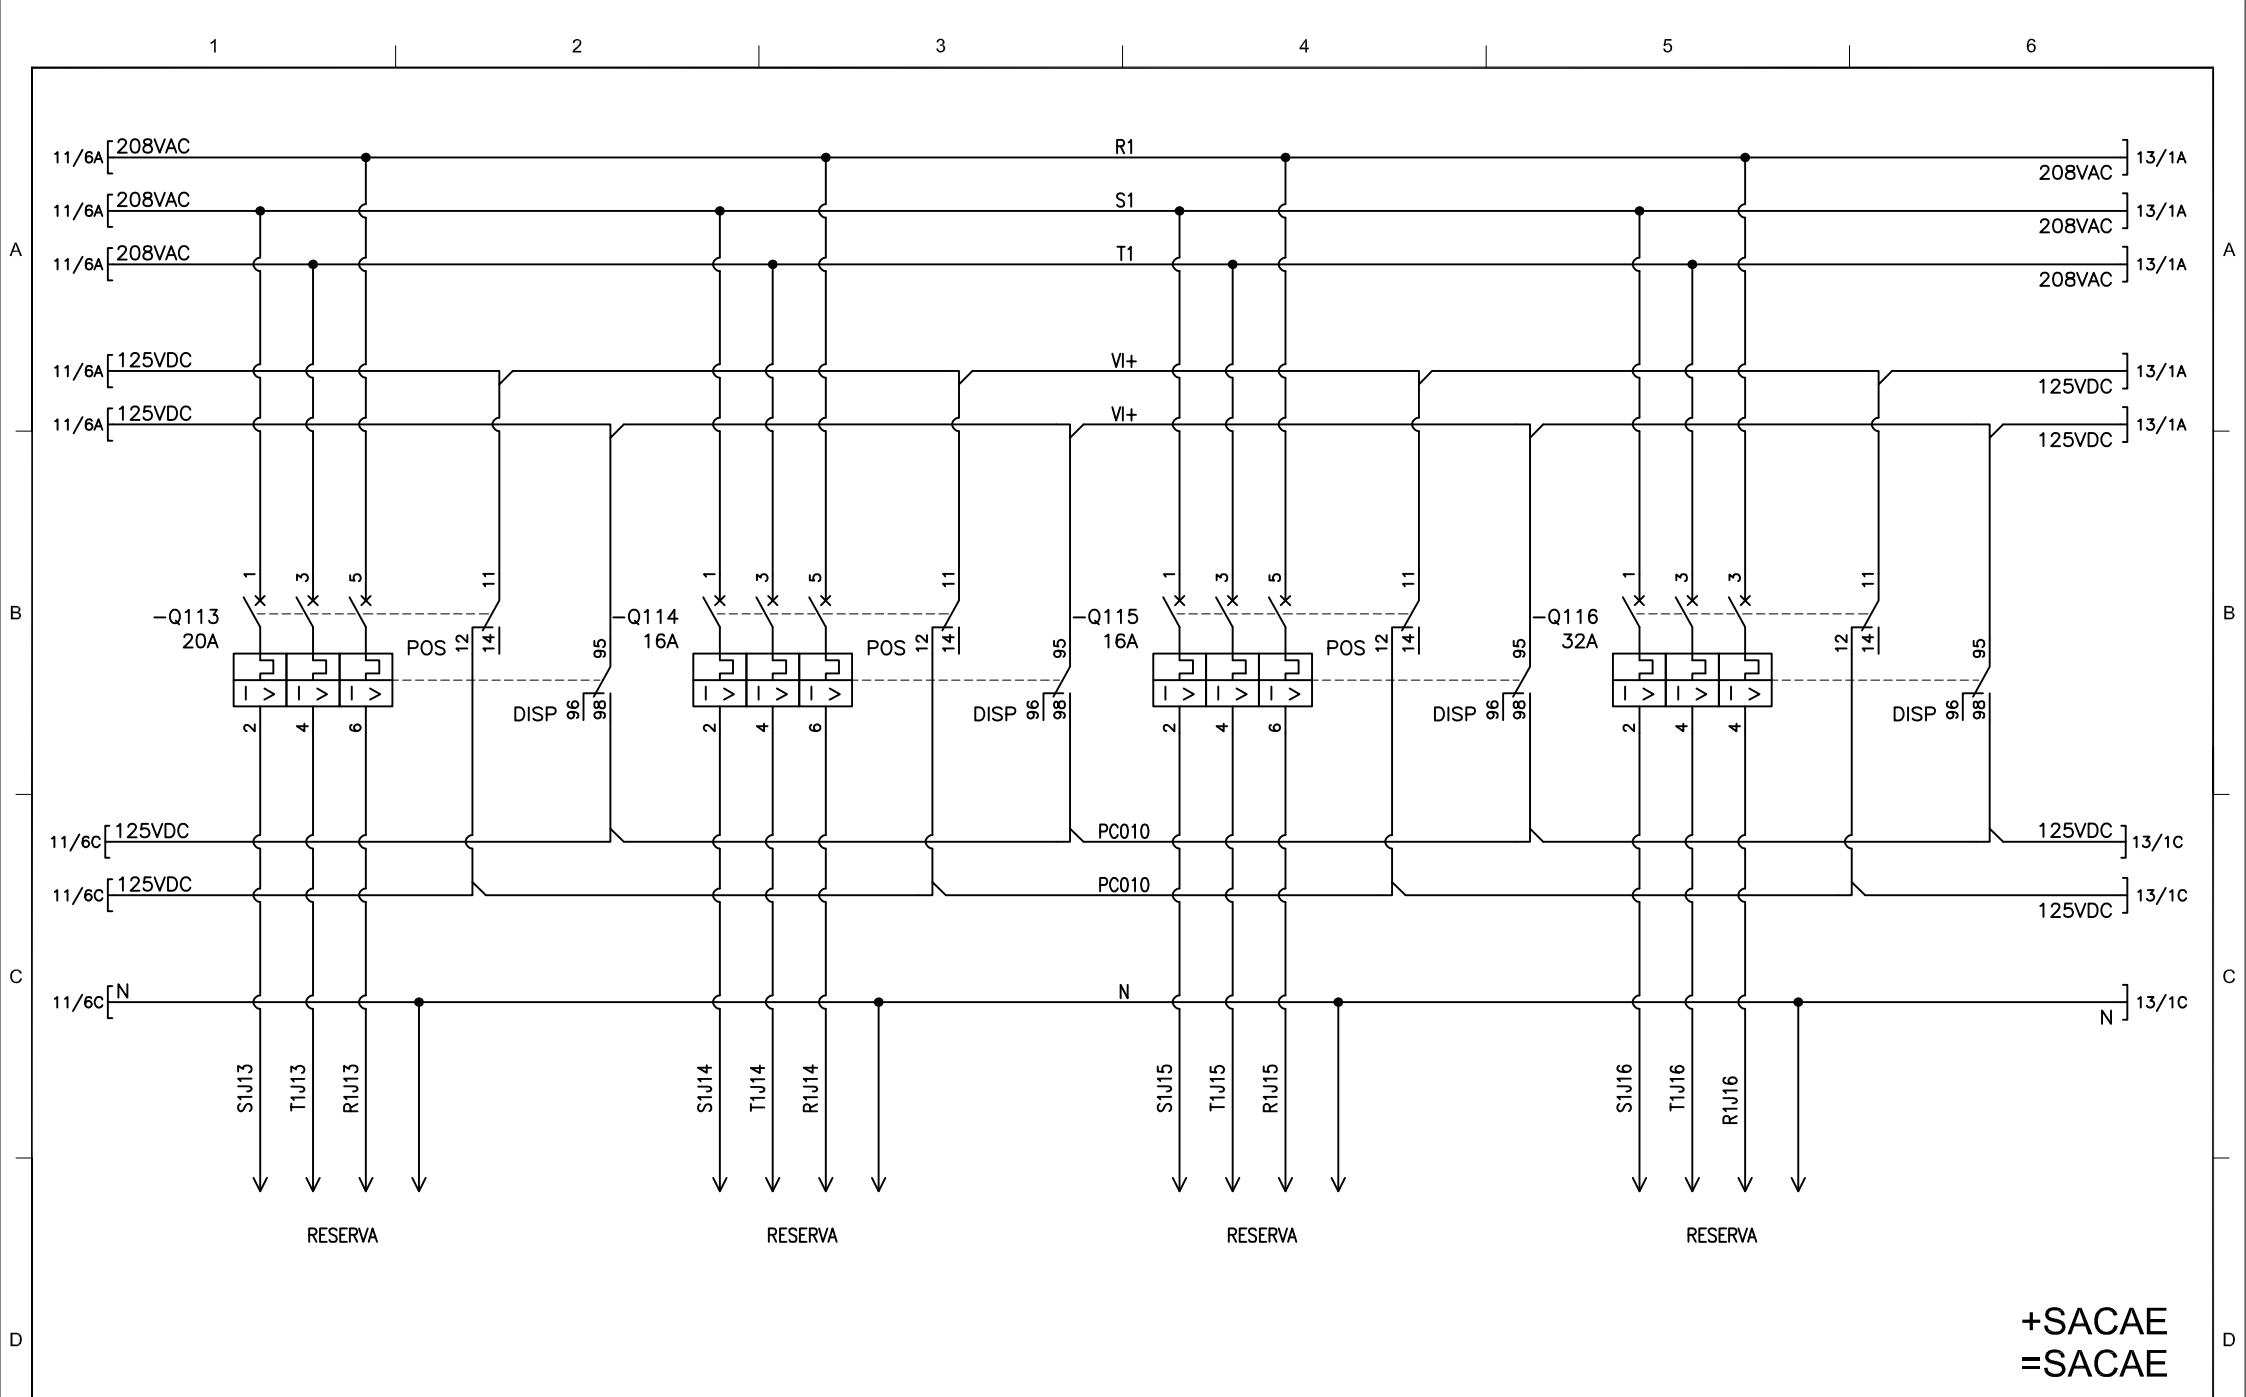 1 2 3 4 5 6
11/6A 208VAC R1 208VAC 13/1A
11/6A 208VAC S1 208VAC 13/1A
A A
11/6A 208VAC T1 208VAC 13/1A
11/6A 125VDC VI+ 125VDC 13/1A
11/6A 125VDC VI+ 125VDC 13/1A
1 3 5 11 1 3 5 11 1 3 5 11 1 3 3 11
B B
-Q113 -Q114 -Q115 -Q116
20A 16A 16A 32A
POS 12 14 95 POS 12 14 95 POS 12 14 95 12 14 95
I > I > I > I > I > I > I > I > I > I > I > I >
DISP 96 98 DISP 96 98 DISP 96 98 DISP 96 98
2 4 6 2 4 6 2 4 6 2 4 4
11/6C 125VDC PC010 125VDC 13/1C
11/6C 125VDC PC010 125VDC 13/1C
C C
11/6C N N N 13/1C
S1J13 T1J13 R1J13 S1J14 T1J14 R1J14 S1J15 T1J15 R1J15 S1J16 T1J16 R1J16
RESERVA RESERVA RESERVA RESERVA
+SACAE
D D
=SACAE